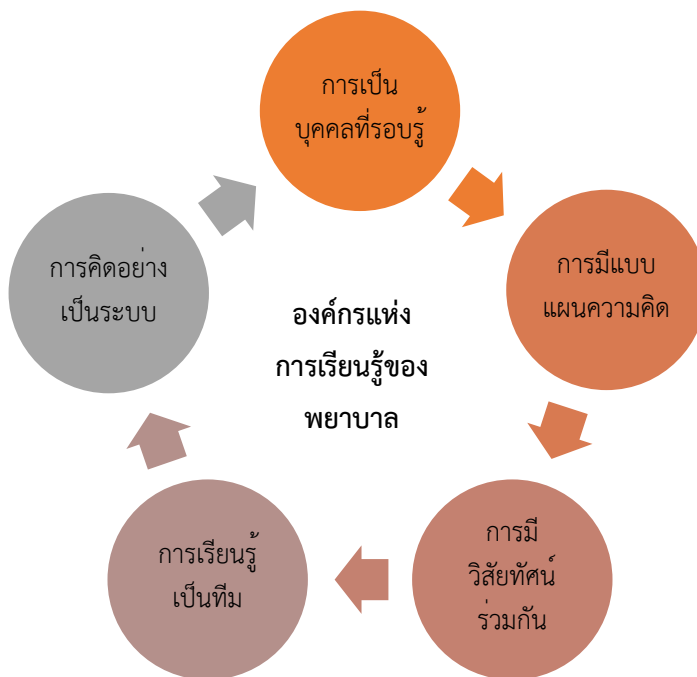 การเป็น
บุคคลที่รอบรู้
การมีแบบ
แผนความคิด
การมี
วิสัยทัศน์
ร่วมกัน
การเรียนรู้
เป็นทีม
การคิดอย่าง
เป็นระบบ
องค์กรแห่ง
การเรียนรู้ของ
พยาบาล